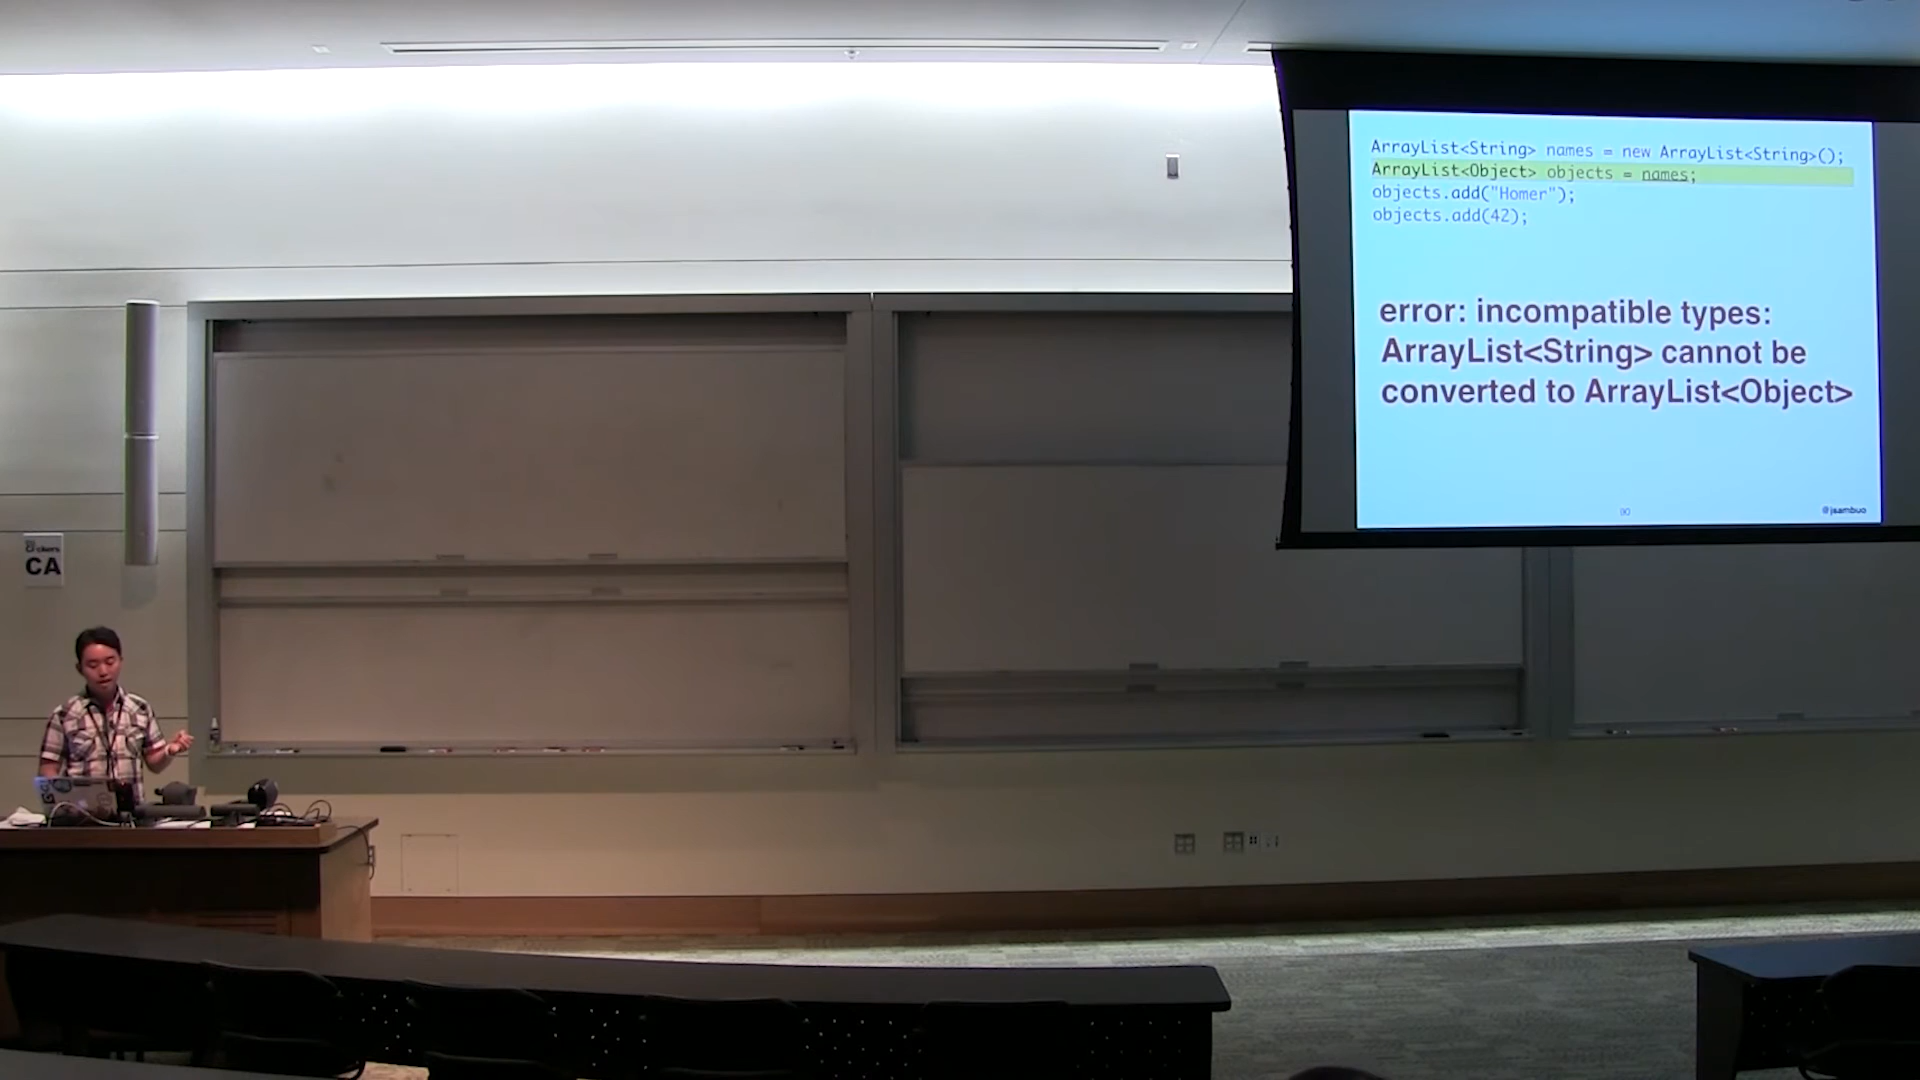 ArrayList<String> names = new ArrayList<String>();
ArrayList<Object> objects = names;
objects.add("Homer");
objects.add(42);
error: incompatible types:
ArrayList<String> cannot be
converted to ArrayList<Object>
90
@jsambuo
CA